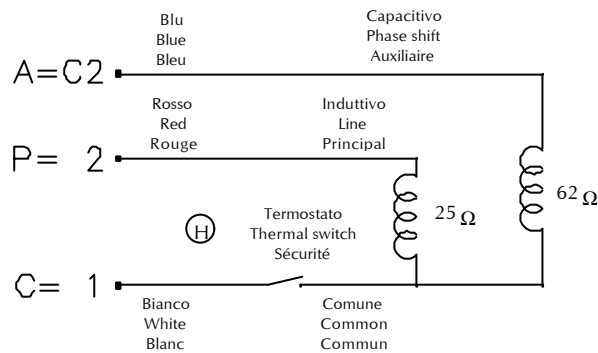 Blu
Blue
Bleu
Capacitivo
Phase shift
Auxiliaire
A=C2
Rosso
Red
Rouge
Induttivo
Line
Principal
P= 2
25 Ω
62 Ω
H
Termostato
Thermal switch
Sécurité
C= 1
Bianco
White
Blanc
Comune
Common
Commun